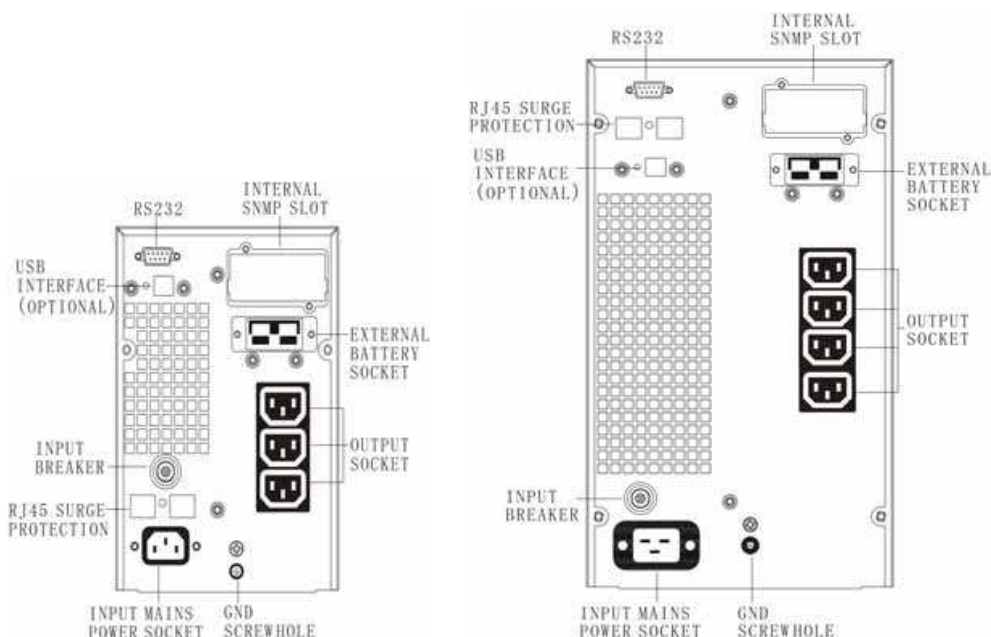 RS232
INTERNAL
SNMP SLOT
USB
INTERFACE
(OPTIONAL)
EXTERNAL
BATTERY
SOCKET
INPUT
BREAKER
OUTPUT
SOCKET
RJ45 SURGE
PROTECTION
INPUT MAINS
POWER SOCKET
GND
SCREWHOLE
RS232
INTERNAL
SNMP SLOT
RJ45 SURGE
PROTECTION
USB
INTERFACE
(OPTIONAL)
EXTERNAL
BATTERY
SOCKET
OUTPUT
SOCKET
INPUT
BREAKER
INPUT MAINS
POWER SOCKET
GND
SCREWHOLE